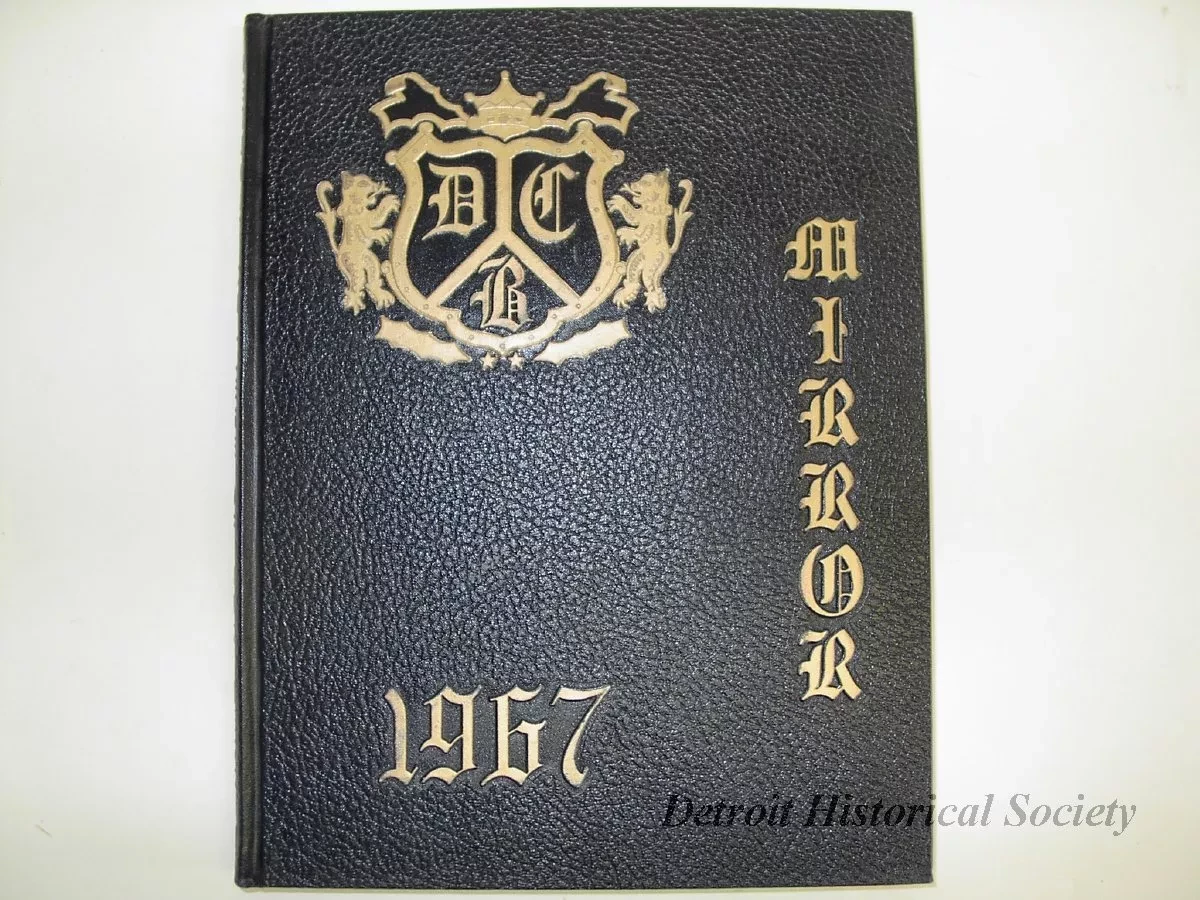 D C
B
MIRROR
1967
Detroit Historical Society